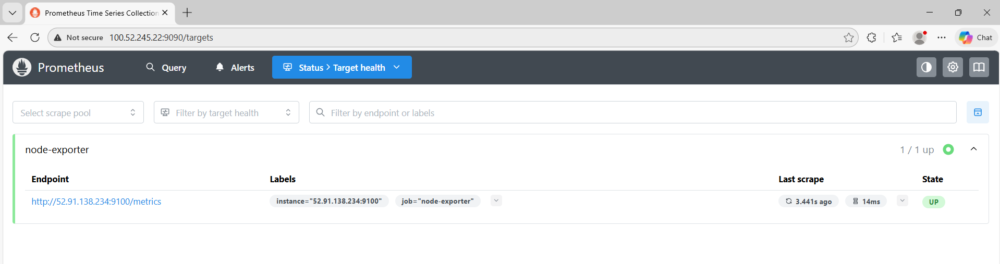 Prometheus Time Series Collection
Not secure 100.52.245.22:9090/targets
Chat
Prometheus Query Alerts Status > Target health
Select scrape pool Filter by target health Filter by endpoint or labels
node-exporter 1 / 1 up
Endpoint Labels Last scrape State
http://52.91.138.234:9100/metrics instance="52.91.138.234:9100" job="node-exporter" 3.441s ago 14ms UP